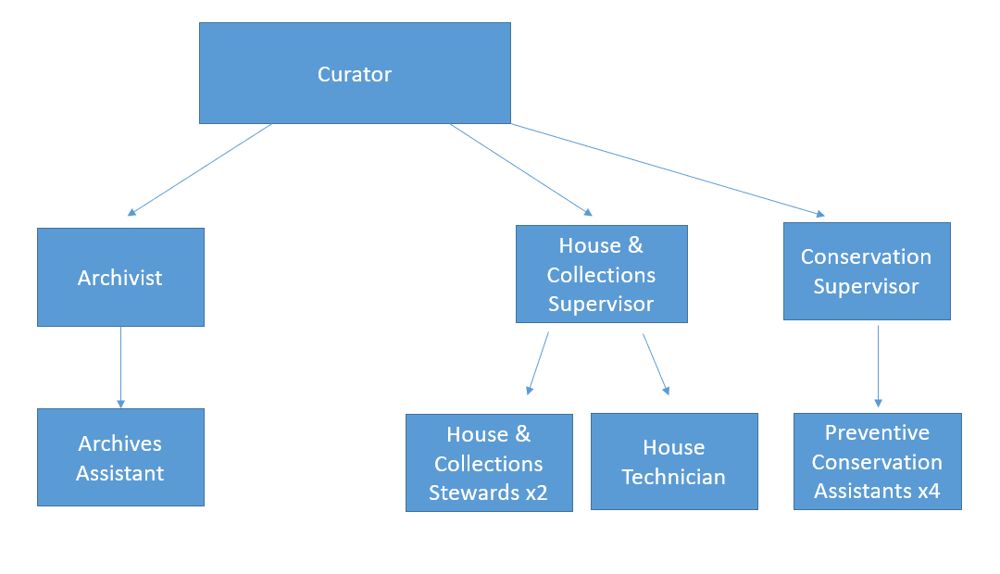 Curator
Archivist
House &
Collections
Supervisor
Conservation
Supervisor
Archives
Assistant
House &
Collections
Stewards x2
House
Technician
Preventive
Conservation
Assistants x4